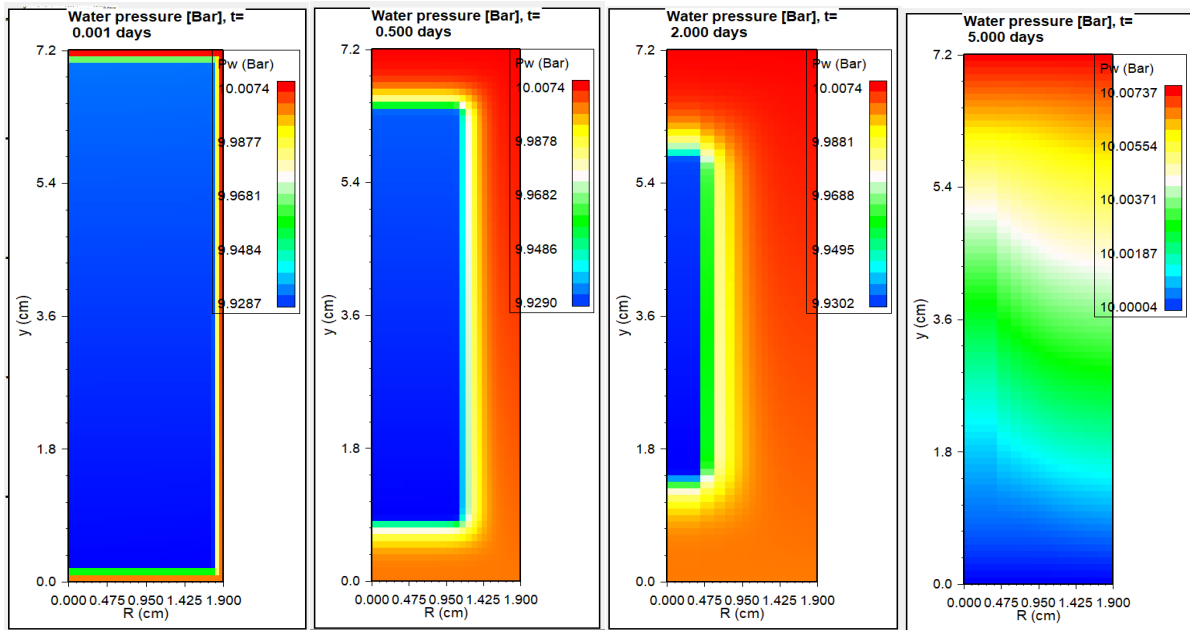 Water pressure [Bar], t=
0.001 days
Pw (Bar)
10.0074
9.9877
9.9681
9.9484
9.9287
7.2
5.4
3.6
1.8
0.0
y (cm)
0.000 0.475 0.950 1.425 1.900
R (cm)
Water pressure [Bar], t=
0.500 days
Pw (Bar)
10.0074
9.9878
9.9682
9.9486
9.9290
7.2
5.4
3.6
1.8
0.0
y (cm)
0.000 0.475 0.950 1.425 1.900
R (cm)
Water pressure [Bar], t=
2.000 days
Pw (Bar)
10.0074
9.9881
9.9688
9.9495
9.9302
7.2
5.4
3.6
1.8
0.0
y (cm)
0.000 0.475 0.950 1.425 1.900
R (cm)
Water pressure [Bar], t=
5.000 days
Pw (Bar)
10.00737
10.00554
10.00371
10.00187
10.00004
7.2
5.4
3.6
1.8
0.0
y (cm)
0.000 0.475 0.950 1.425 1.900
R (cm)